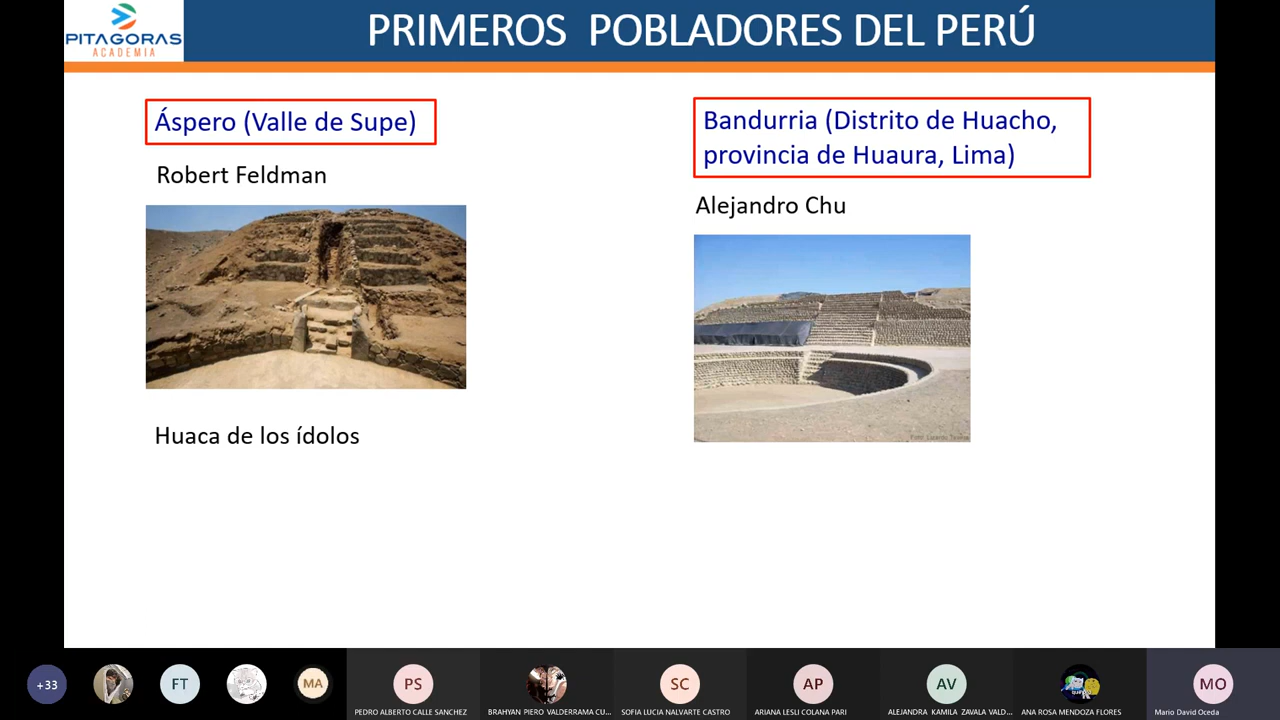 PITAGORAS
ACADEMIA
PRIMEROS POBLADORES DEL PERÚ
Áspero (Valle de Supe)
Robert Feldman
Huaca de los ídolos
Bandurria (Distrito de Huacho,
provincia de Huaura, Lima)
Alejandro Chu
+33
FT
MA
PS
PEDRO ALBERTO CALLE SANCHEZ
BRAHYAN PIERO VALDERRAMA CU...
SC
SOFIA LUCIA NALVARTE CASTRO
AP
ARIANA LESLI COLANA PARI
AV
ALEJANDRA KAMILA ZAVALA VALD...
ANA ROSA MENDOZA FLORES
MO
Mario David Oceda